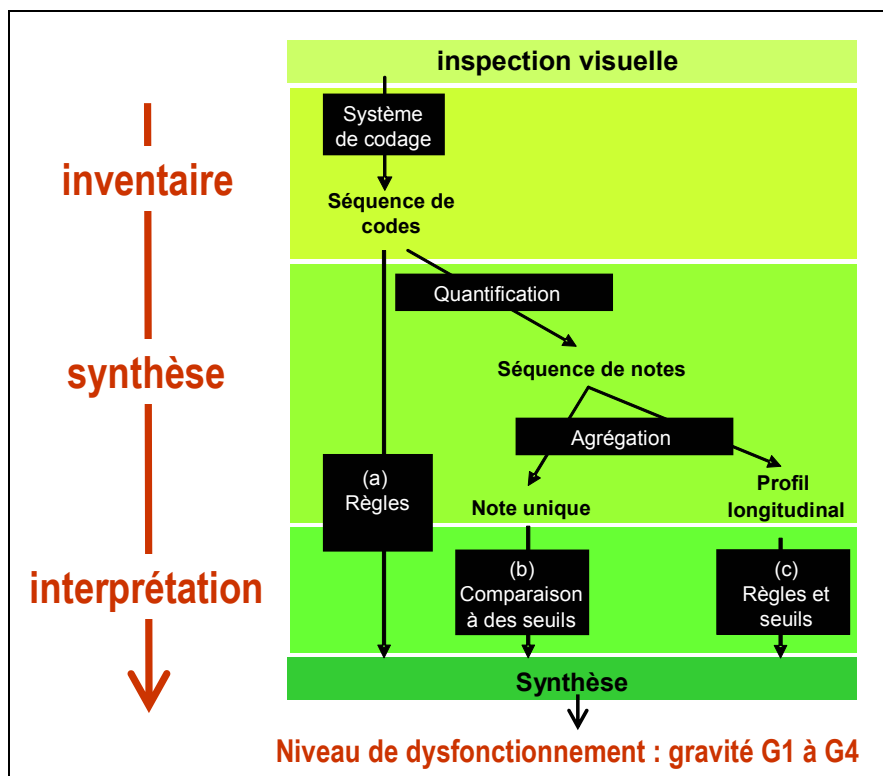 inspection visuelle
Système
de codage
inventaire
Séquence de
codes
Quantification
synthèse
Séquence de notes
Agrégation
(a)
Règles
Note unique
Profil
longitudinal
interprétation
(b)
Comparaison
à des seuils
(c)
Règles et
seuils
Synthèse
Niveau de dysfonctionnement : gravité G1 à G4